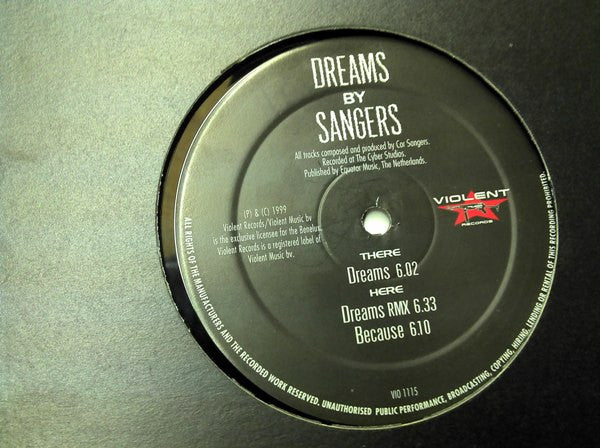 DREAMS
BY
SANGERS
All tracks composed and produced by Cor Sangers.
Recorded at The Cyber Studios.
Published by Equator Music, The Netherlands.
(P) & (C) 1999
Violent Records/Violent Music bv
is the exclusive licensee for the Benelux.
Violent Records is a registered label of
Violent Music bv.
VIOLENT
RECORDS
THERE
Dreams 6.02
HERE
Dreams RMX 6.33
Because 6.10
VIO 1115
ALL RIGHTS OF THE MANUFACTURERS AND THE RECORDED WORK RESERVED. UNAUTHORISED PUBLIC PERFORMANCE, BROADCASTING, COPYING, HIRING, LENDING OR RENTAL OF THIS RECORDING PROHIBITED.